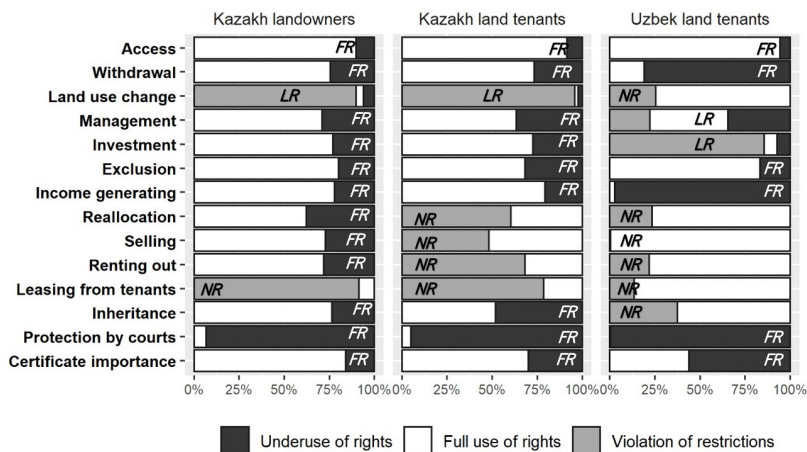 Kazakh landowners Kazakh land tenants Uzbek land tenants
Access FR FR FR
Withdrawal FR FR FR
Land use change LR LR NR
Management FR FR LR
Investment FR FR LR
Exclusion FR FR FR
Income generating FR FR FR
Reallocation FR NR NR
Selling FR NR NR
Renting out FR NR NR
Leasing from tenants NR NR NR
Inheritance FR FR NR
Protection by courts FR FR FR
Certificate importance FR FR FR
0% 25% 50% 75% 100% 0% 25% 50% 75% 100% 0% 25% 50% 75% 100%
Underuse of rights Full use of rights Violation of restrictions